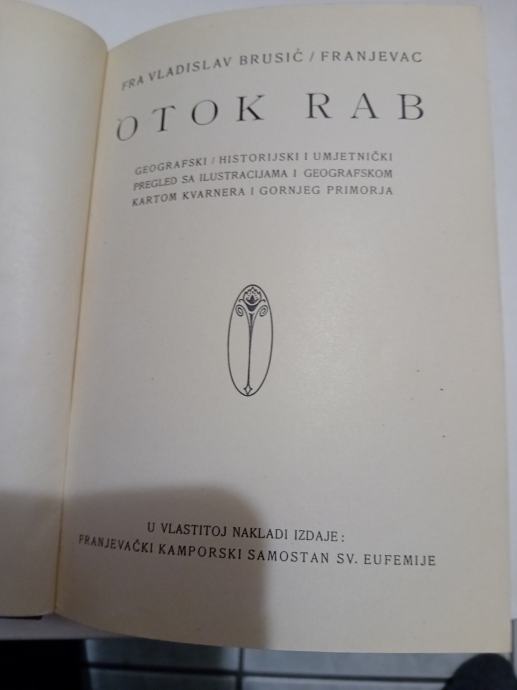 FRA VLADISLAV BRUSIĆ / FRANJEVAC
OTOK RAB
GEOGRAFSKI / HISTORIJSKI I UMJETNIČKI
PREGLED SA ILUSTRACIJAMA I GEOGRAFSKOM
KARTOM KVARNERA I GORNJEG PRIMORJA
U VLASTITOJ NAKLADI IZDAJE:
FRANJEVAČKI KAMPORSKI SAMOSTAN SV. EUFEMIJE